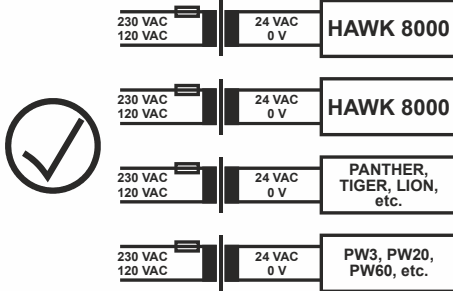 230 VAC 24 VAC HAWK 8000
120 VAC 0 V
230 VAC 24 VAC HAWK 8000
120 VAC 0 V
230 VAC 24 VAC PANTHER,
120 VAC 0 V TIGER, LION,
etc.
230 VAC 24 VAC PW3, PW20,
120 VAC 0 V PW60, etc.